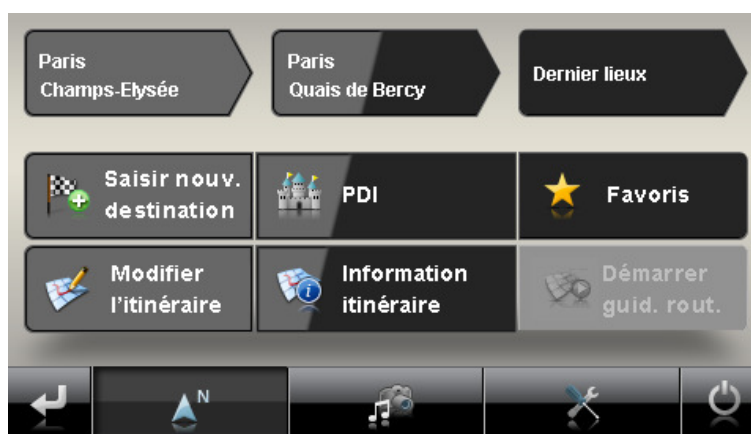 Paris
Champs-Elysée
Paris
Quais de Bercy
Dernier lieux
Saisir nouv.
destination
PDI
Favoris
Modifier
l'itinéraire
Information
itinéraire
Démarrer
guid. rout.
N